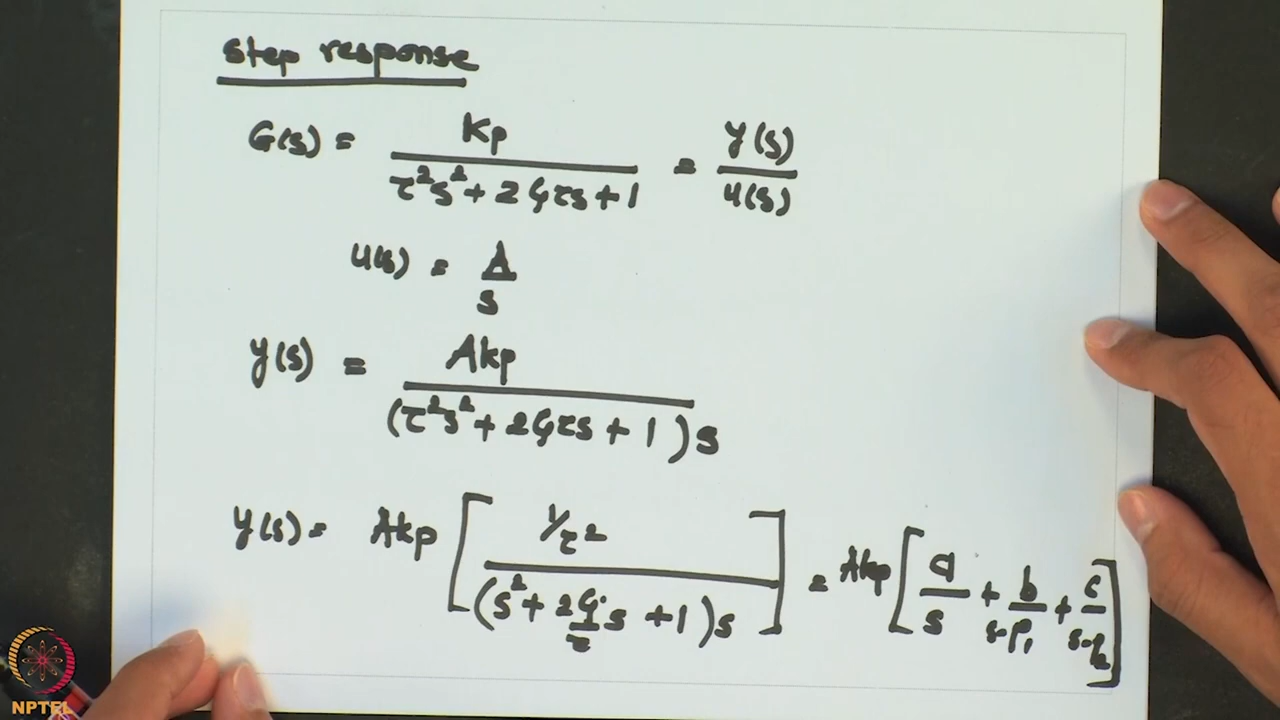 Step response
G(s) = Kp / (τ²s² + 2ζτs + 1) = y(s) / u(s)
u(s) = A / s
y(s) = Akp / ((τ²s² + 2ζτs + 1) s)
y(s) = Akp [ (1/τ²) / ((s² + (2ζ/τ) s + 1) s) ] = Akp [ a/s + b/(s-p₁) + c/(s-p₂) ]
NPTEL